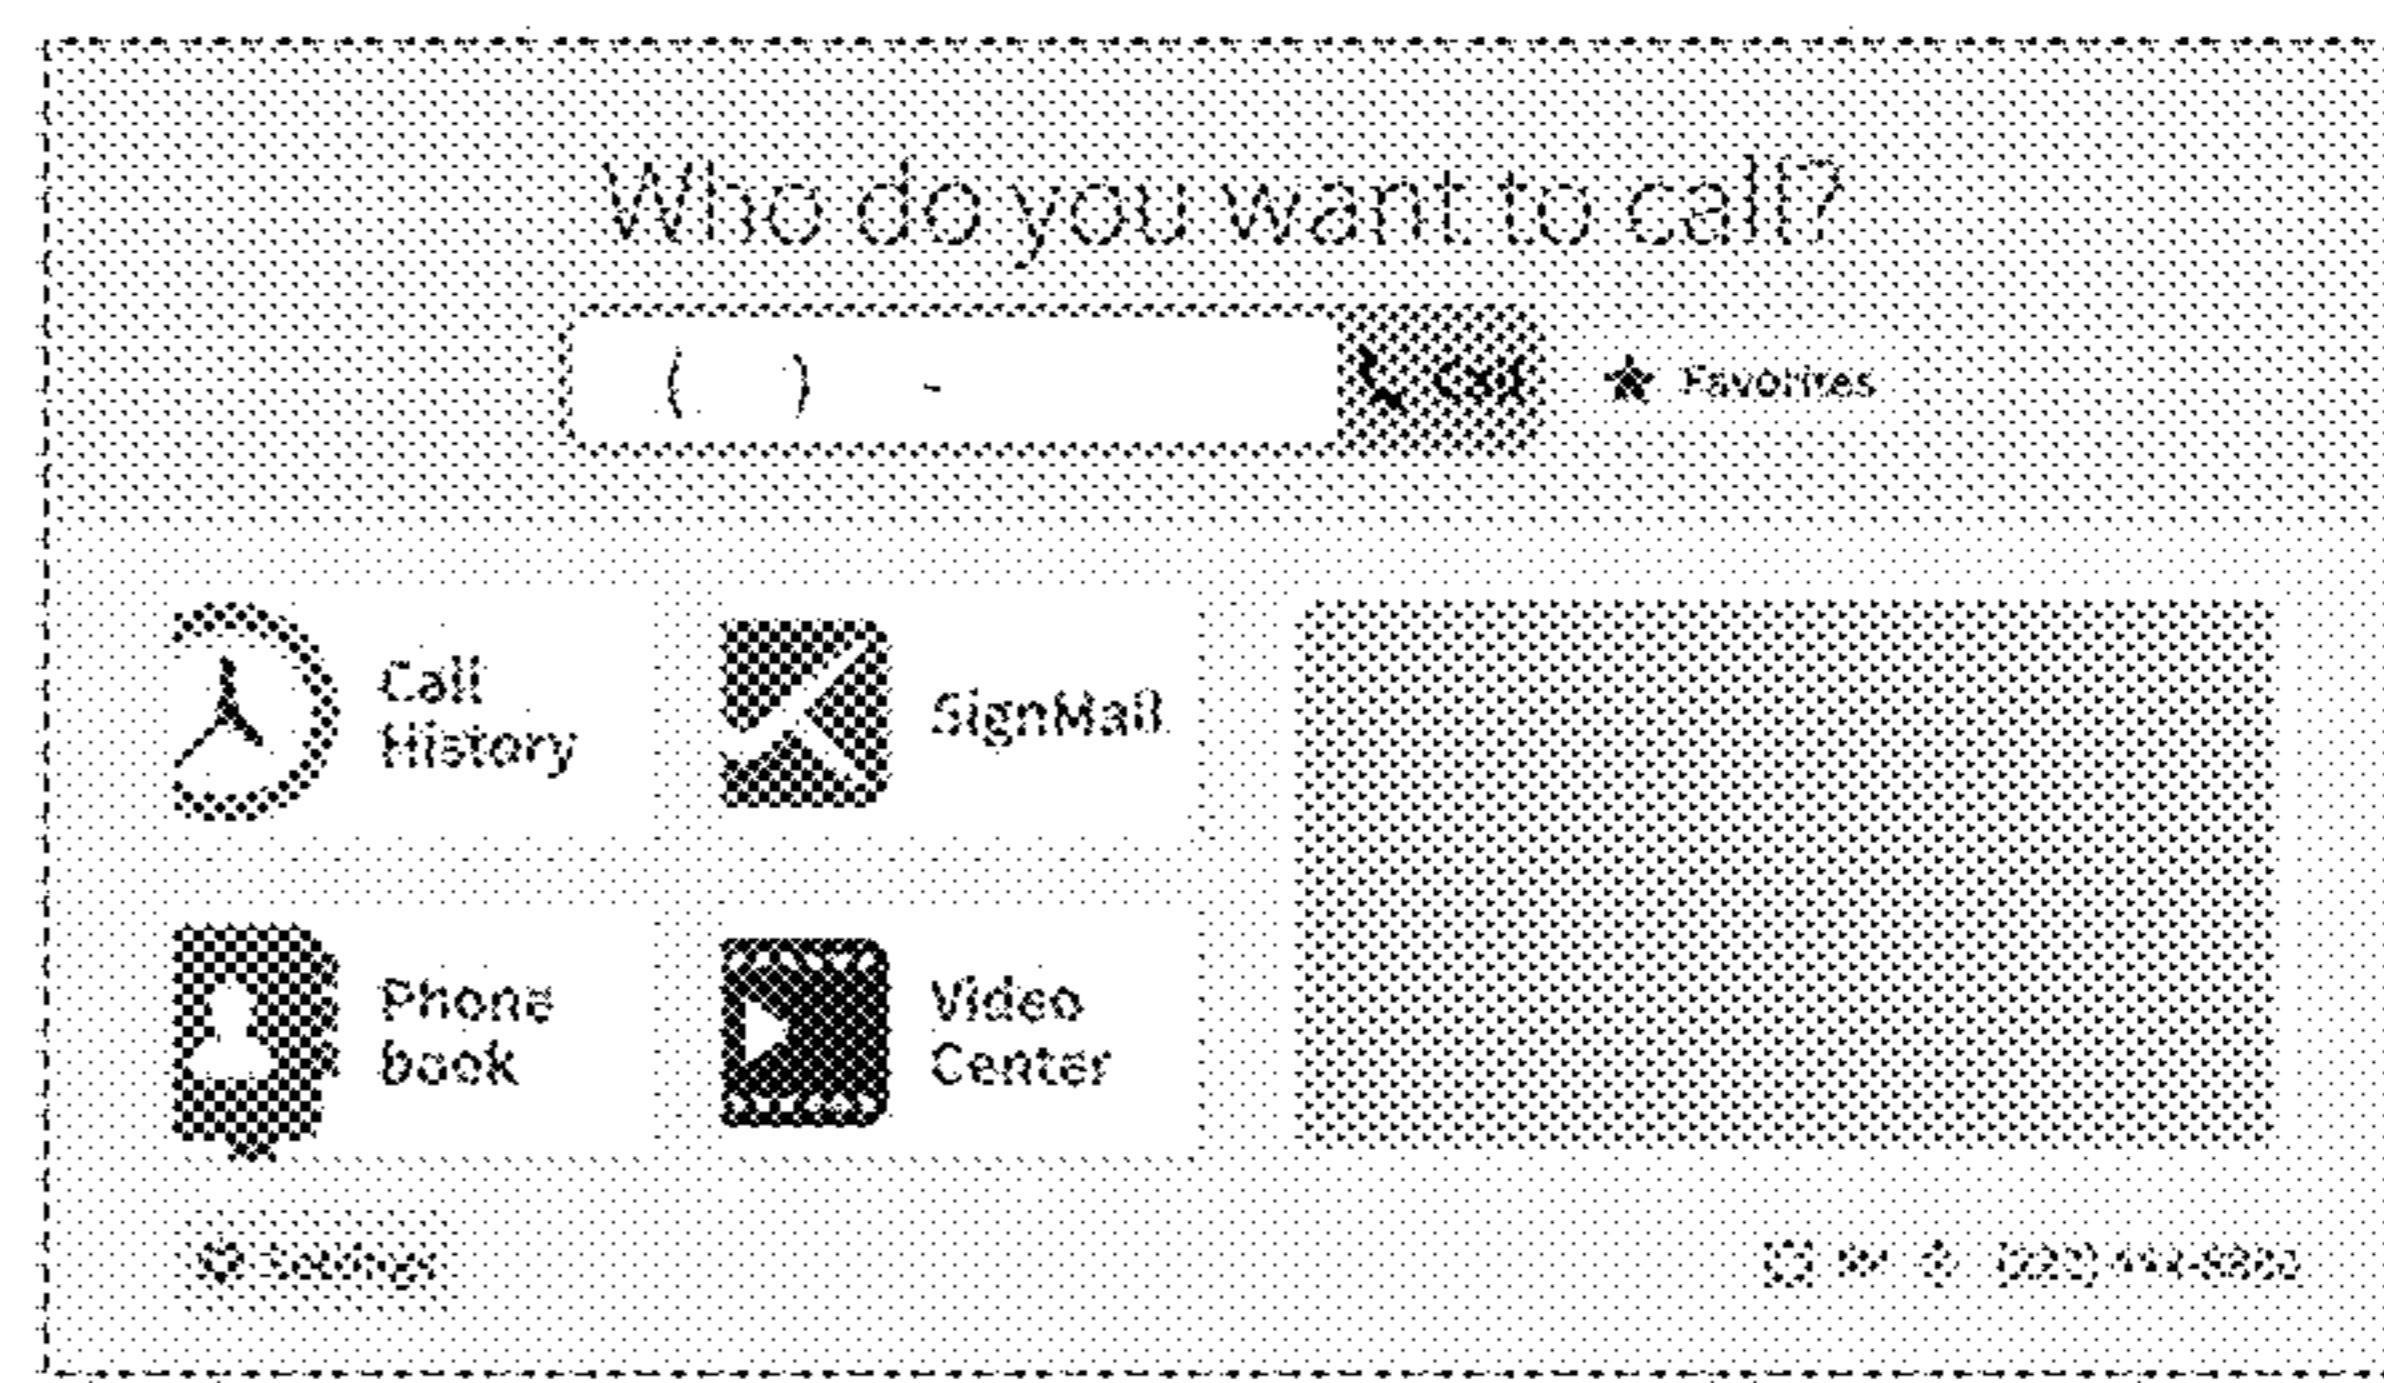 Who do you want to call?
( ) -
Call
Favorites
Call
History
SignMail
Phone
book
Video
Center
Settings